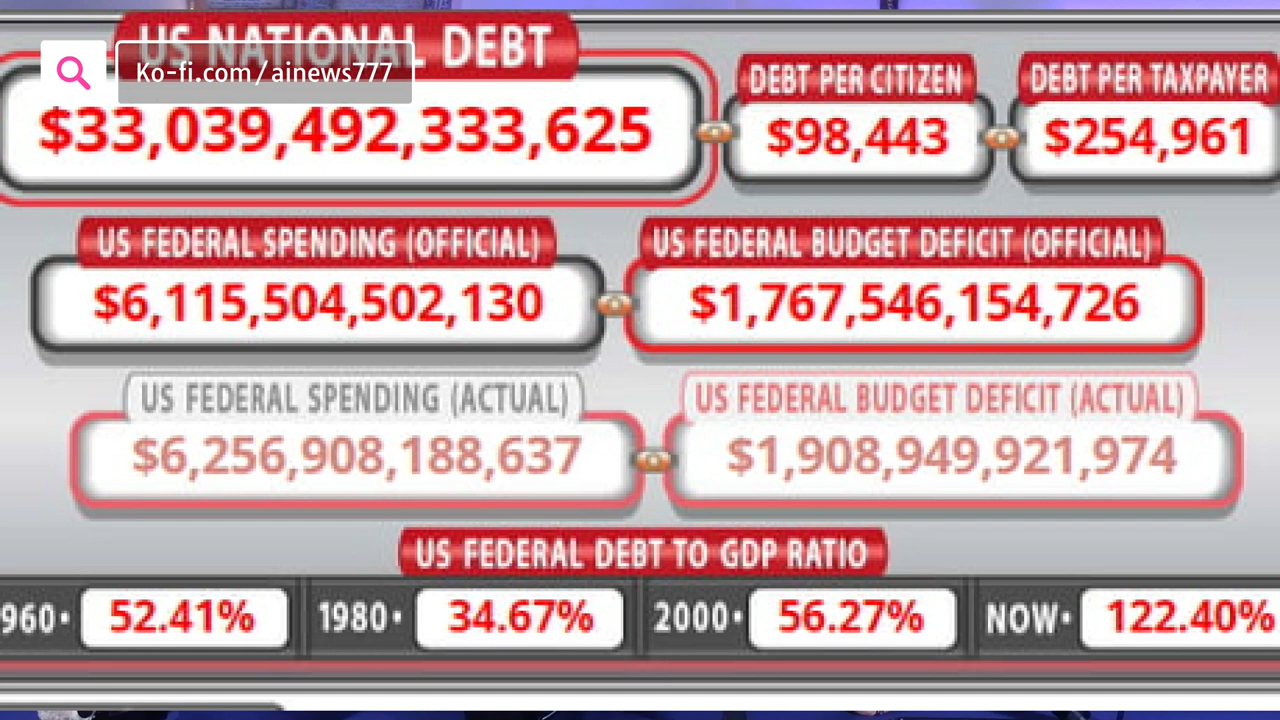 US NATIONAL DEBT
Ko-fi.com/ainews777
$33,039,492,333,625
DEBT PER CITIZEN
$98,443
DEBT PER TAXPAYER
$254,961
US FEDERAL SPENDING (OFFICIAL)
$6,115,504,502,130
US FEDERAL BUDGET DEFICIT (OFFICIAL)
$1,767,546,154,726
US FEDERAL SPENDING (ACTUAL)
$6,256,908,188,637
US FEDERAL BUDGET DEFICIT (ACTUAL)
$1,908,949,921,974
US FEDERAL DEBT TO GDP RATIO
960• 52.41% 1980• 34.67% 2000• 56.27% NOW• 122.40%